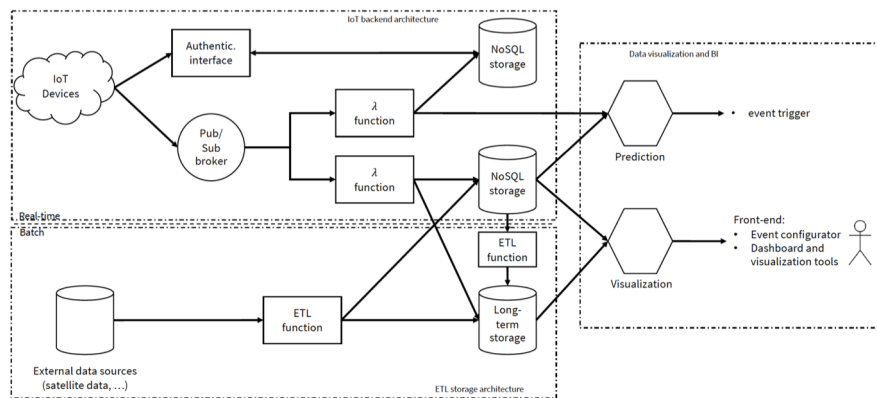 IoT backend architecture
Authentic.
interface
NoSQL
storage
Data visualization and BI
IoT
Devices
λ
function
• event trigger
Pub/
Sub
broker
Prediction
λ
function
NoSQL
storage
Real-time
Batch
ETL
function
Front-end:
• Event configurator
• Dashboard and
visualization tools
Visualization
ETL
function
Long-
term
storage
External data sources
(satellite data, …)
ETL storage architecture